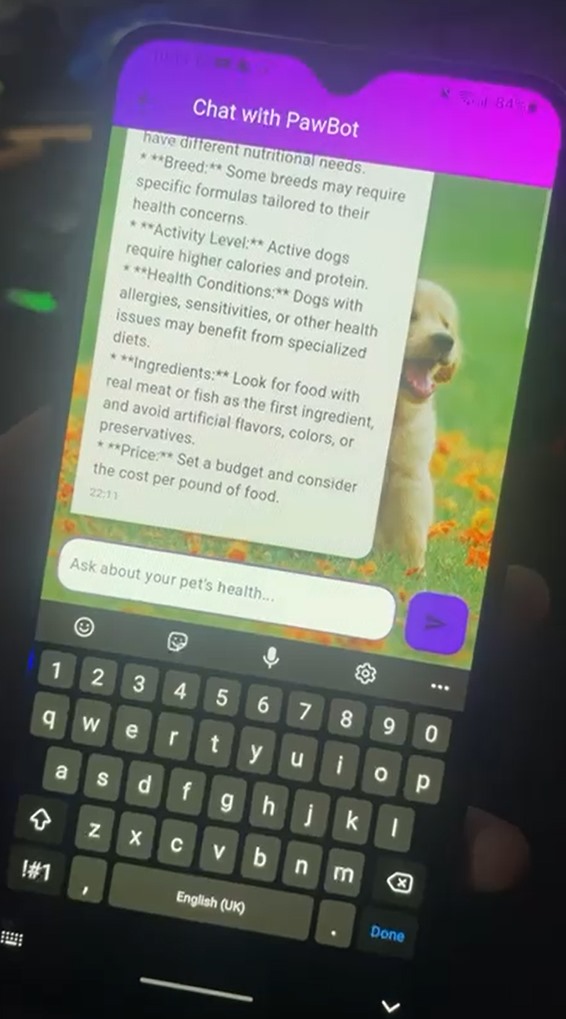 84%
Chat with PawBot
have different nutritional needs.
* **Breed:** Some breeds may require
specific formulas tailored to their
health concerns.
* **Activity Level:** Active dogs
require higher calories and protein.
* **Health Conditions:** Dogs with
allergies, sensitivities, or other health
issues may benefit from specialized
diets.
* **Ingredients:** Look for food with
real meat or fish as the first ingredient,
and avoid artificial flavors, colors, or
preservatives.
* **Price:** Set a budget and consider
the cost per pound of food.
22:11
Ask about your pet's health...
1 2 3 4 5 6 7 8 9 0
q w e r t y u i o p
a s d f g h j k l
z x c v b n m
!#1 , English (UK) . Done